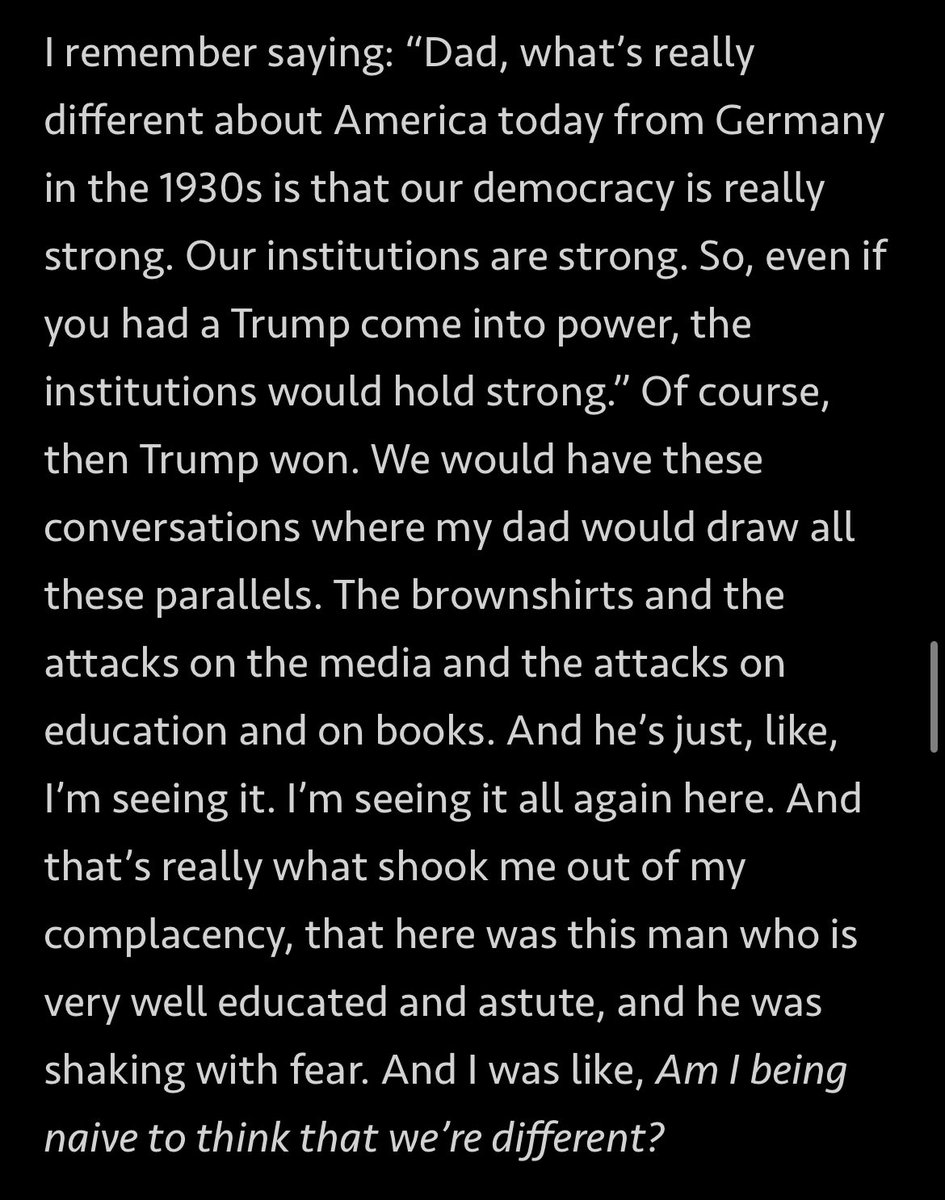 I remember saying: “Dad, what’s really
different about America today from Germany
in the 1930s is that our democracy is really
strong. Our institutions are strong. So, even if
you had a Trump come into power, the
institutions would hold strong.” Of course,
then Trump won. We would have these
conversations where my dad would draw all
these parallels. The brownshirts and the
attacks on the media and the attacks on
education and on books. And he’s just, like,
I’m seeing it. I’m seeing it all again here. And
that’s really what shook me out of my
complacency, that here was this man who is
very well educated and astute, and he was
shaking with fear. And I was like, Am I being
naive to think that we’re different?